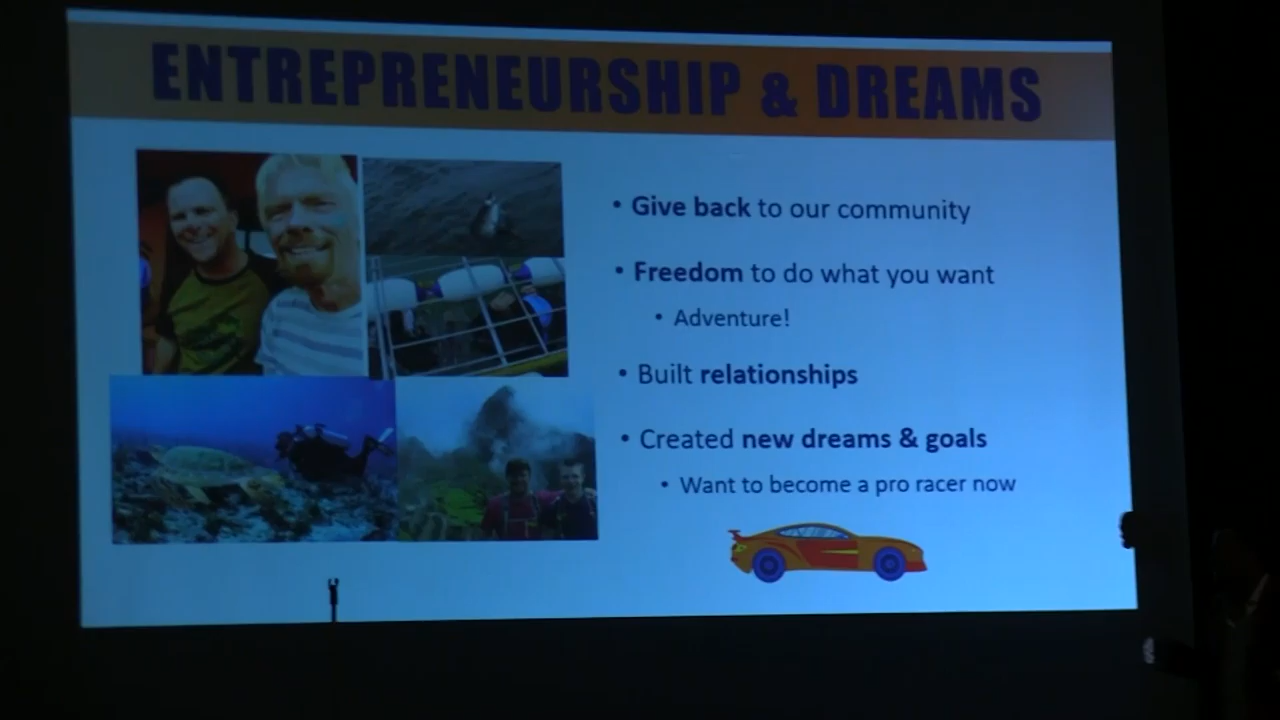 ENTREPRENEURSHIP & DREAMS
• Give back to our community
• Freedom to do what you want
• Adventure!
• Built relationships
• Created new dreams & goals
• Want to become a pro racer now